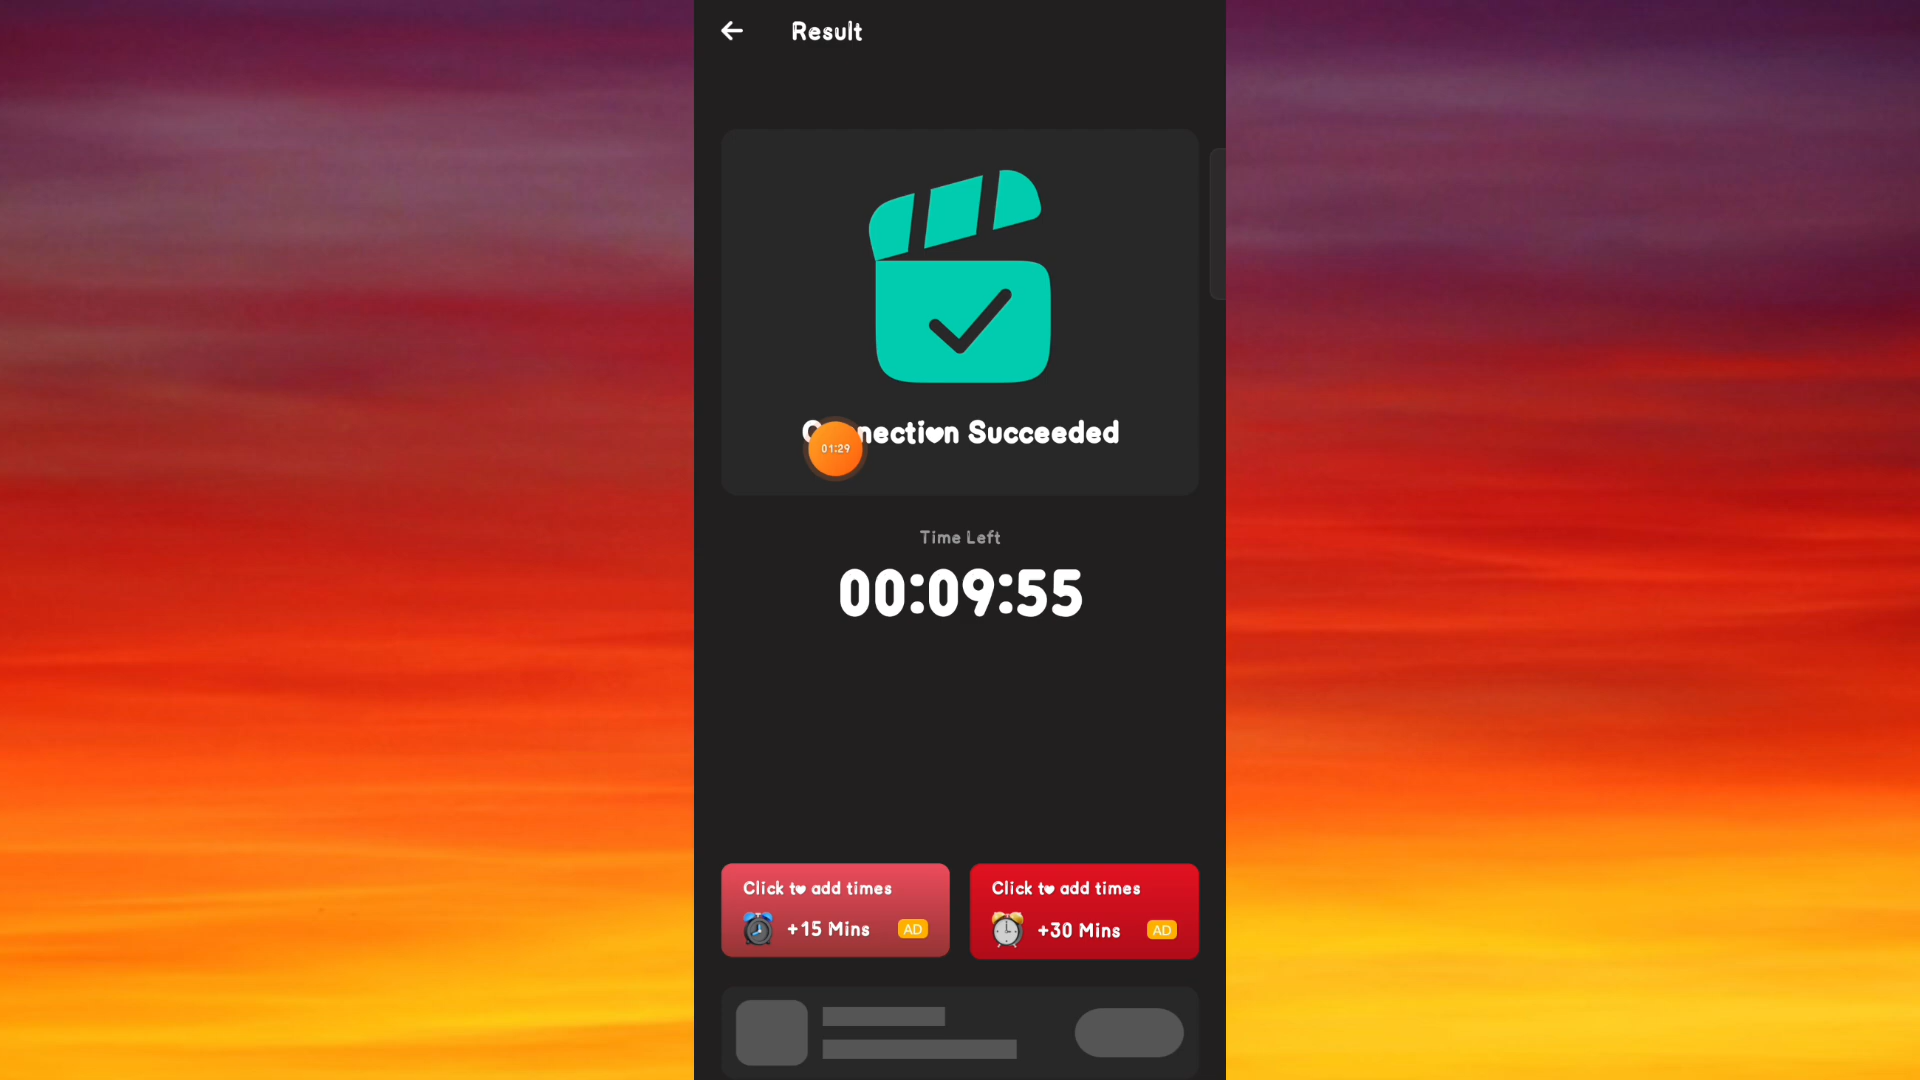 Result
Connection Succeeded
01:29
Time Left
00:09:55
Click to add times
+15 Mins
AD
Click to add times
+30 Mins
AD